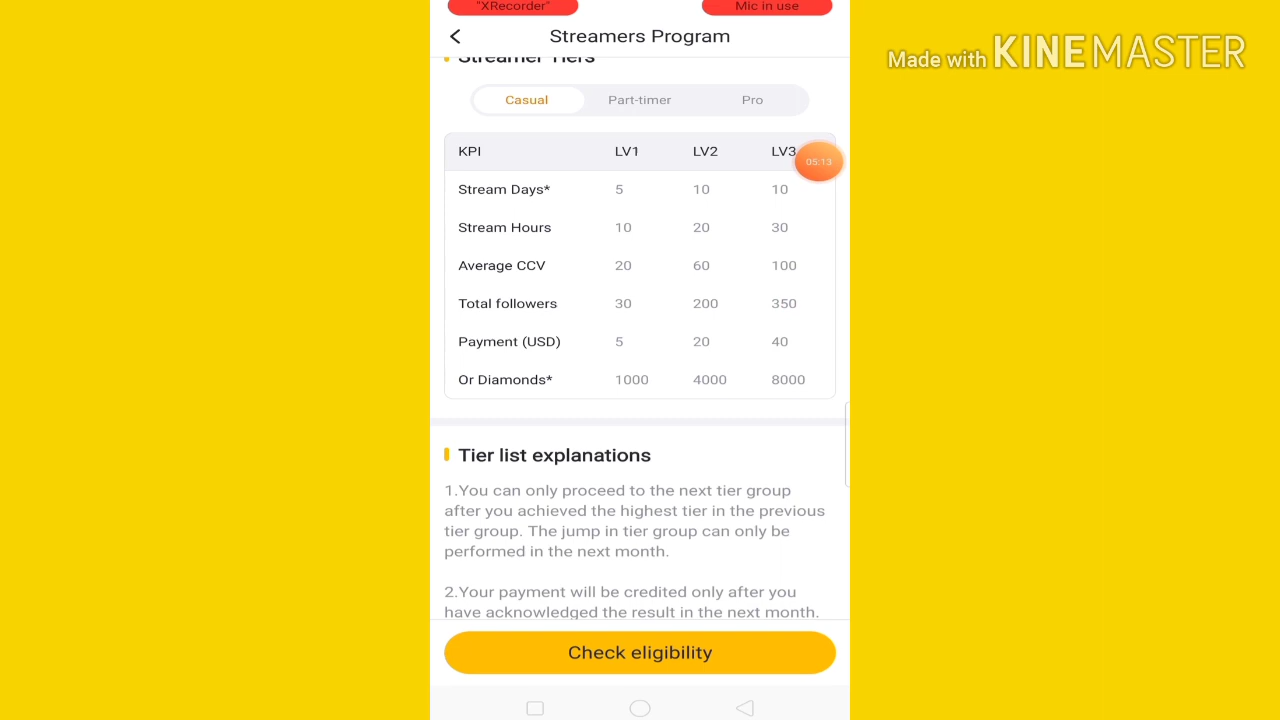 "XRecorder"
Mic in use
Streamers Program
Made with KINEMASTER
Streamer Tiers
Casual Part-timer Pro
KPI LV1 LV2 LV3
05:13
Stream Days* 5 10 10
Stream Hours 10 20 30
Average CCV 20 60 100
Total followers 30 200 350
Payment (USD) 5 20 40
Or Diamonds* 1000 4000 8000
Tier list explanations
1.You can only proceed to the next tier group
after you achieved the highest tier in the previous
tier group. The jump in tier group can only be
performed in the next month.
2.Your payment will be credited only after you
have acknowledged the result in the next month.
Check eligibility